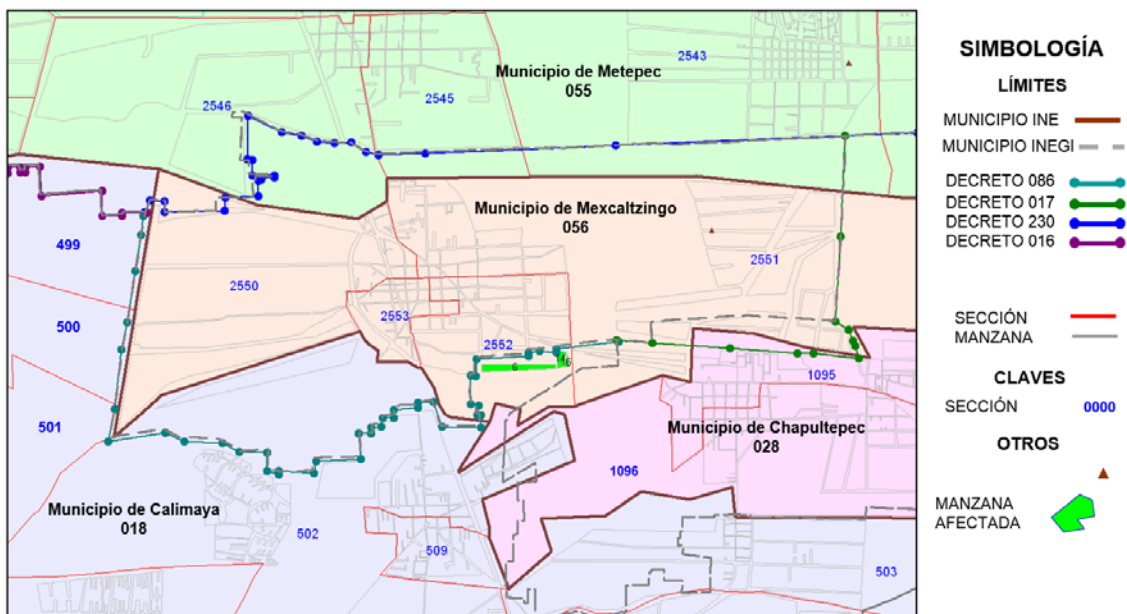 2543
Municipio de Metepec
055
2545
2546
Municipio de Mexcaltzingo
056
499
2551
2550
500
2553
2552
6
16
1095
501
Municipio de Chapultepec
028
1096
Municipio de Calimaya
018
502
509
503
SIMBOLOGÍA
LÍMITES
MUNICIPIO INE
MUNICIPIO INEGI
DECRETO 086
DECRETO 017
DECRETO 230
DECRETO 016
SECCIÓN
MANZANA
CLAVES
SECCIÓN 0000
OTROS
MANZANA
AFECTADA